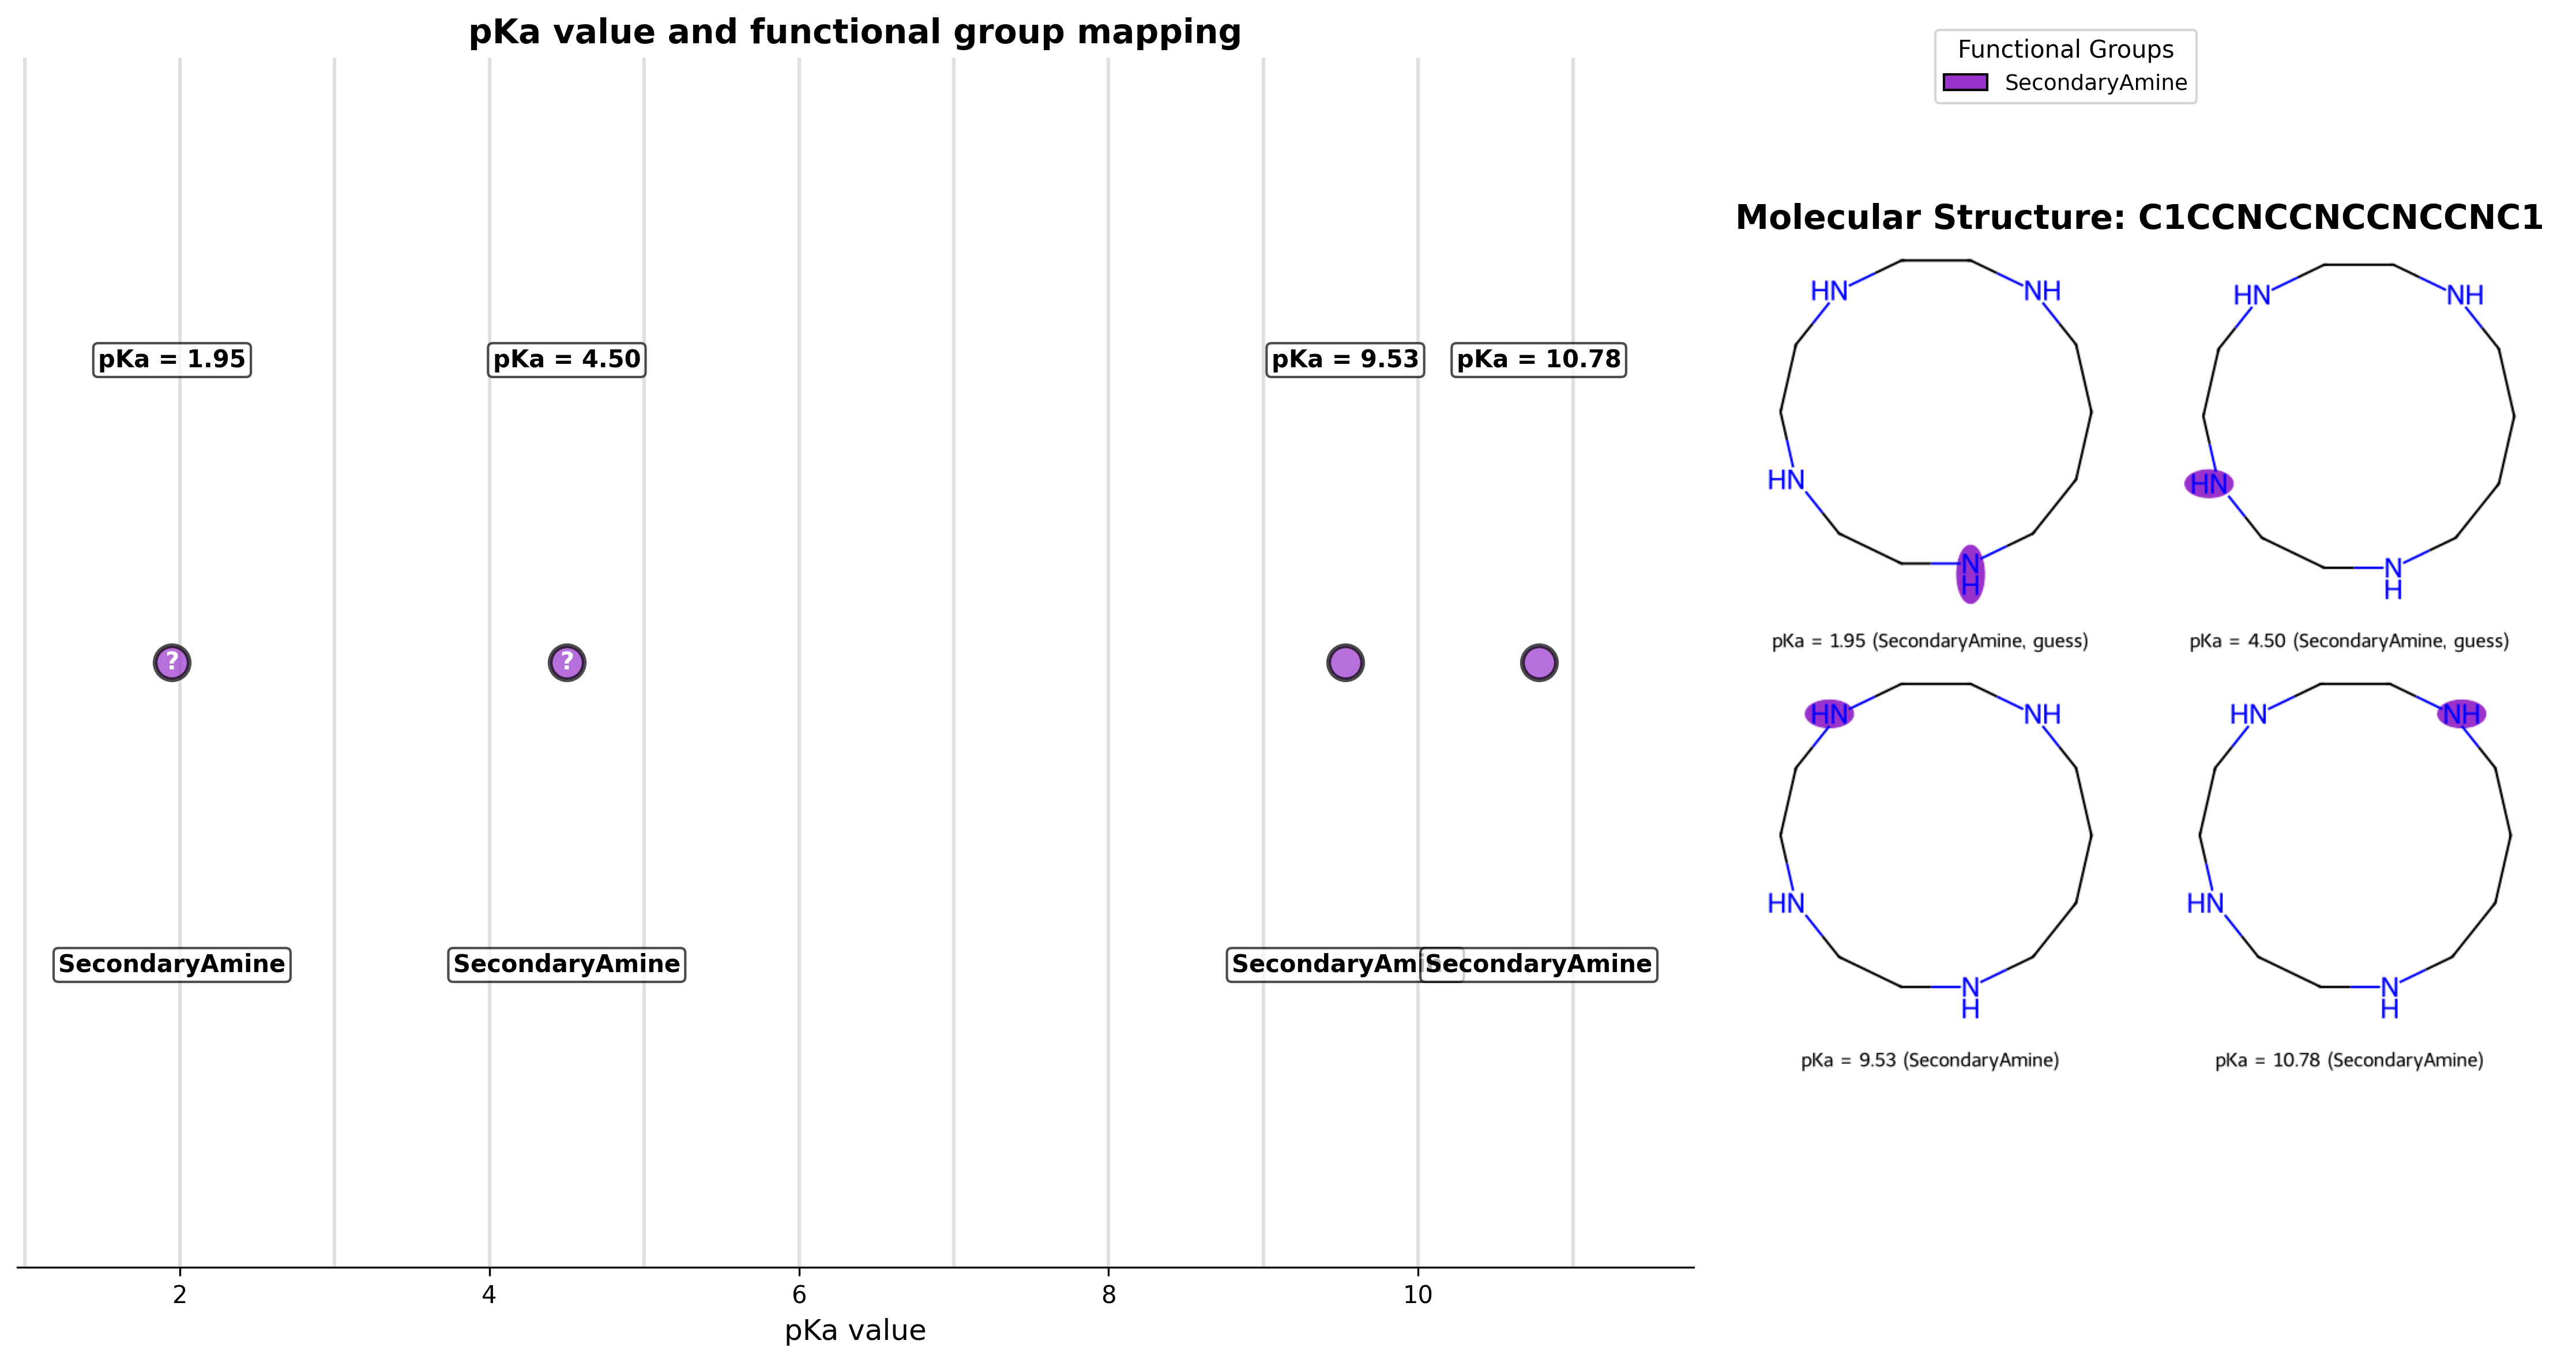 pKa value and functional group mapping
pKa = 1.95
pKa = 4.50
pKa = 9.53
pKa = 10.78
?
?
SecondaryAmine
SecondaryAmine
SecondaryAmine
SecondaryAmine
2
4
6
8
10
pKa value
Functional Groups
SecondaryAmine
Molecular Structure: C1CCNCCNCCNCCNC1
HN
NH
HN
N
H
pKa = 1.95 (SecondaryAmine, guess)
HN
NH
HN
N
H
pKa = 4.50 (SecondaryAmine, guess)
HN
NH
HN
N
H
pKa = 9.53 (SecondaryAmine)
HN
NH
HN
N
H
pKa = 10.78 (SecondaryAmine)